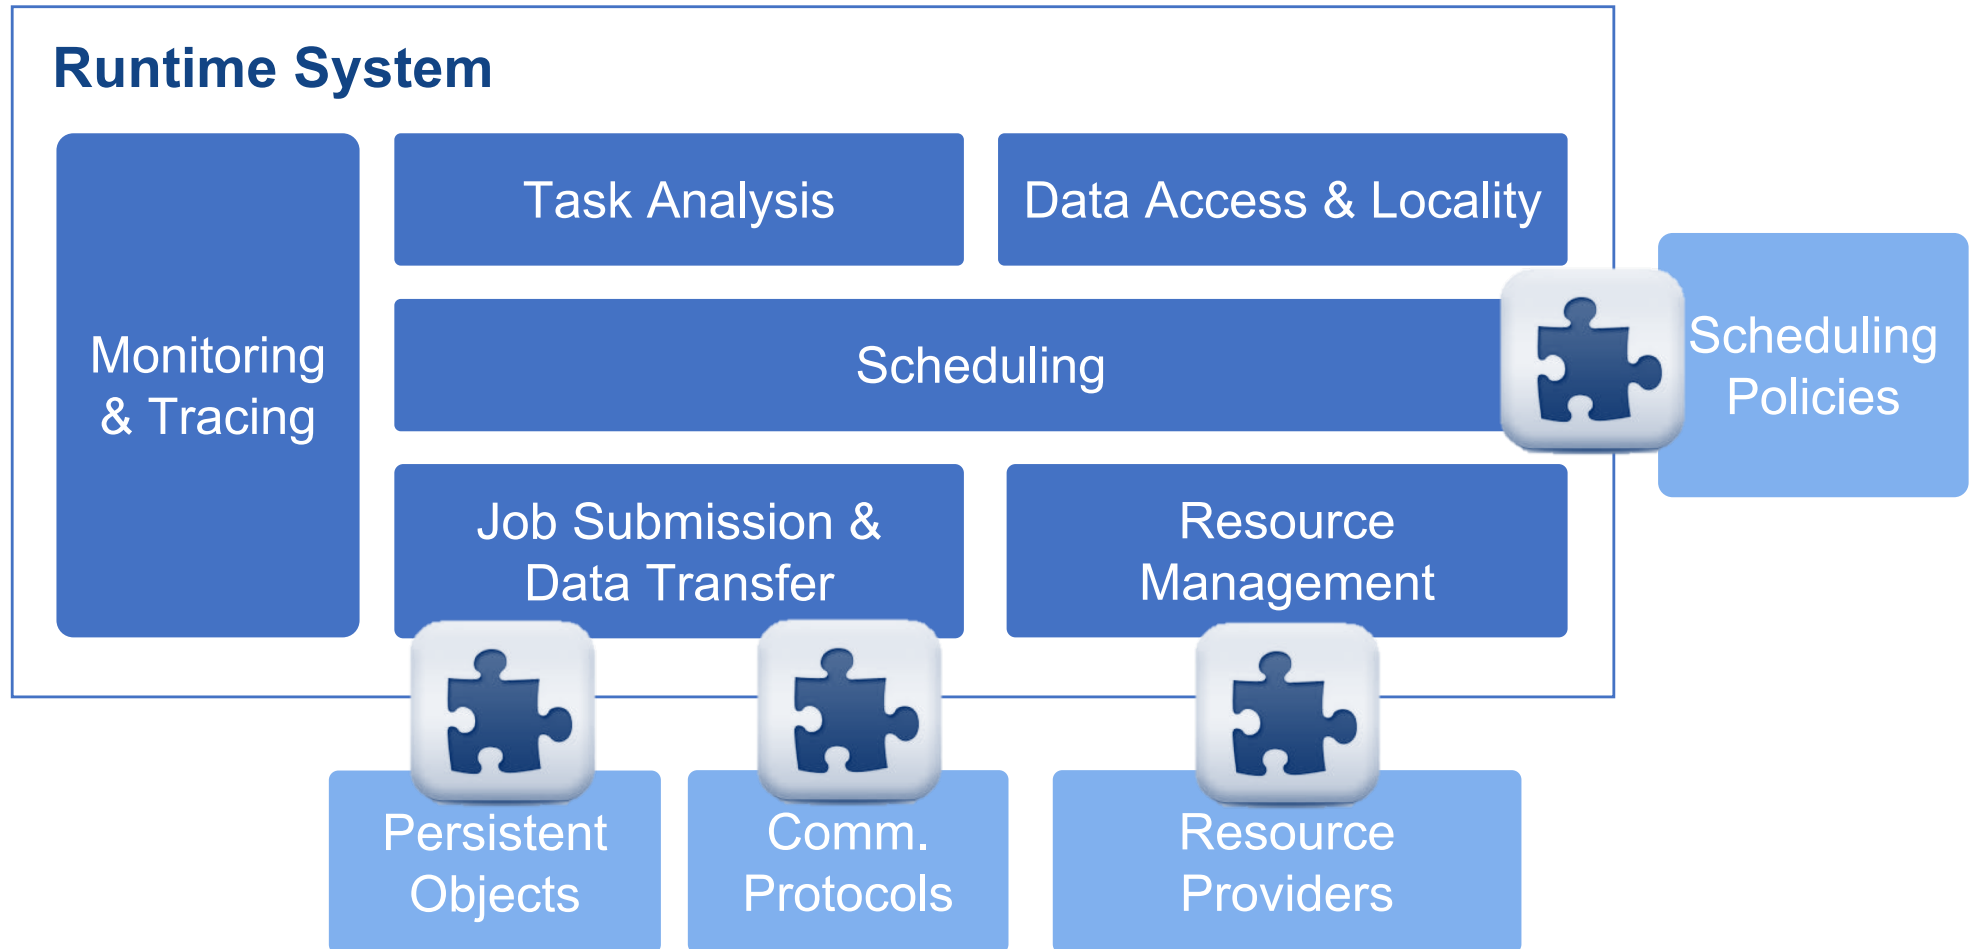 Runtime System
Monitoring
& Tracing
Task Analysis
Data Access & Locality
Scheduling
Scheduling
Policies
Job Submission &
Data Transfer
Resource
Management
Persistent
Objects
Comm.
Protocols
Resource
Providers